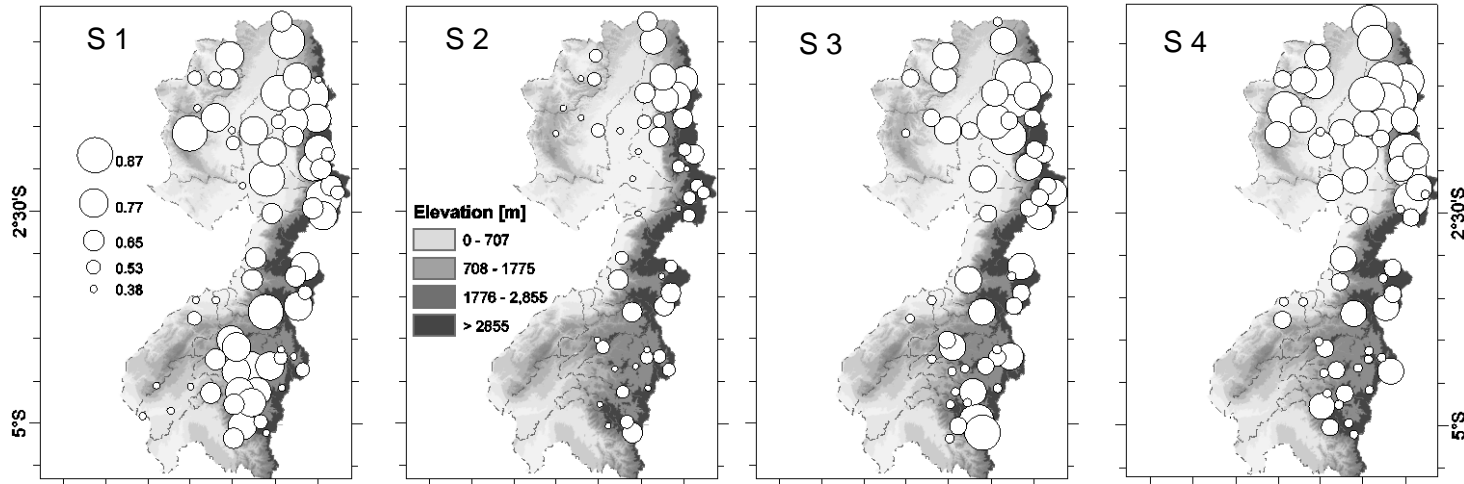 S 1
S 2
S 3
S 4
0.87
0.77
0.65
0.53
0.38
Elevation [m]
0 - 707
708 - 1775
1776 - 2,855
> 2855
2°30'S
5°S
2°30'S
5°S